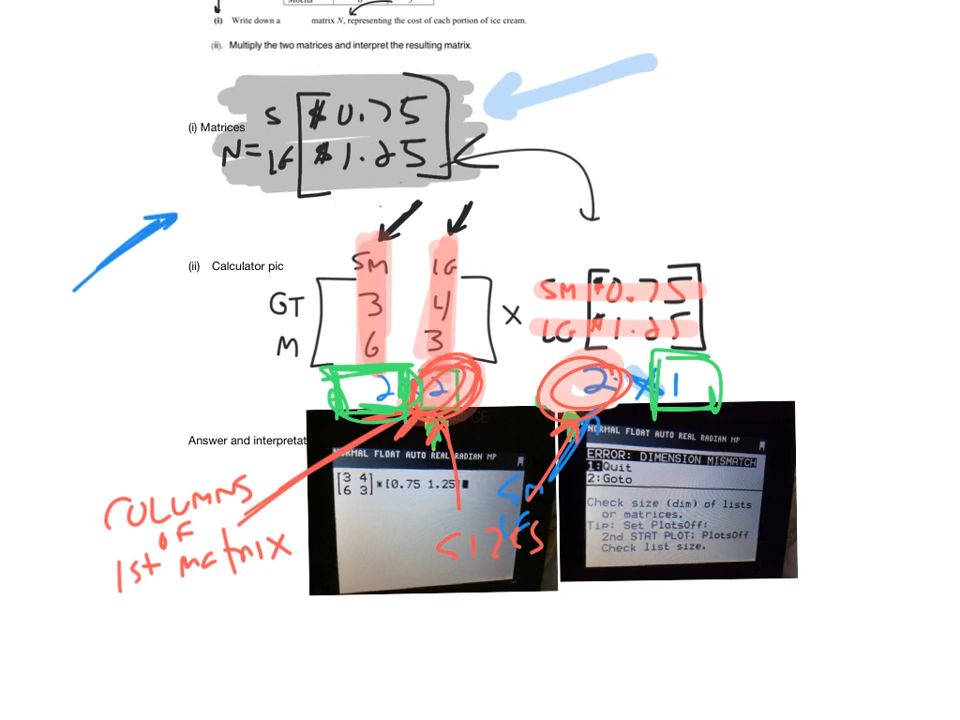 (i) Write down a matrix N, representing the cost of each portion of ice cream.
(ii). Multiply the two matrices and interpret the resulting matrix.
S $0.75
(i) Matrices
N= LG $1.25
(ii) Calculator pic
SM LG
GT 3 4
M 6 3
X
SM $0.75
LG $1.25
2 2
2 x 1
Answer and interpretat
NORMAL FLOAT AUTO REAL RADIAN MP
[3 4]
[6 3]*[0.75 1.25]
NORMAL FLOAT AUTO REAL RADIAN MP
ERROR: DIMENSION MISMATCH
1:Quit
2:Goto
Check size (dim) of lists
or matrices.
Tip: Set PlotsOff:
2nd STAT PLOT: PlotsOff
Check list size.
COLUMNS
OF
1st matrix
SM
LG
SIZES